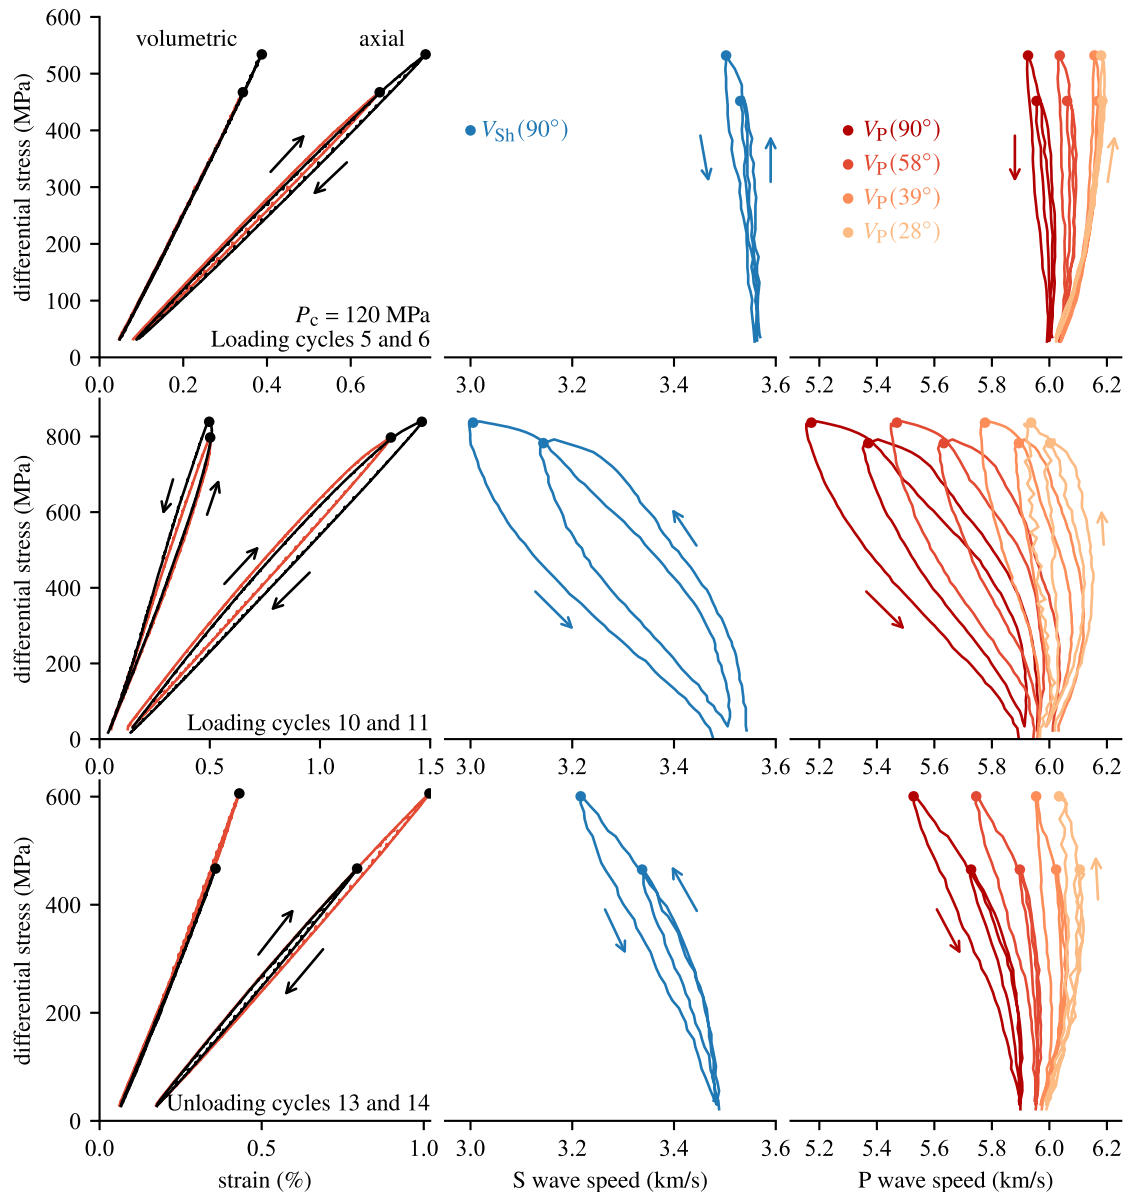 600
500
400
300
200
100
0
differential stress (MPa)
volumetric
axial
P_c = 120 MPa
Loading cycles 5 and 6
0.0 0.2 0.4 0.6
V_Sh(90°)
3.0 3.2 3.4 3.6
V_P(90°)
V_P(58°)
V_P(39°)
V_P(28°)
5.2 5.4 5.6 5.8 6.0 6.2
800
600
400
200
0
differential stress (MPa)
Loading cycles 10 and 11
0.0 0.5 1.0 1.5
3.0 3.2 3.4 3.6
5.2 5.4 5.6 5.8 6.0 6.2
600
400
200
0
differential stress (MPa)
Unloading cycles 13 and 14
0.0 0.5 1.0
3.0 3.2 3.4 3.6
5.2 5.4 5.6 5.8 6.0 6.2
strain (%)
S wave speed (km/s)
P wave speed (km/s)